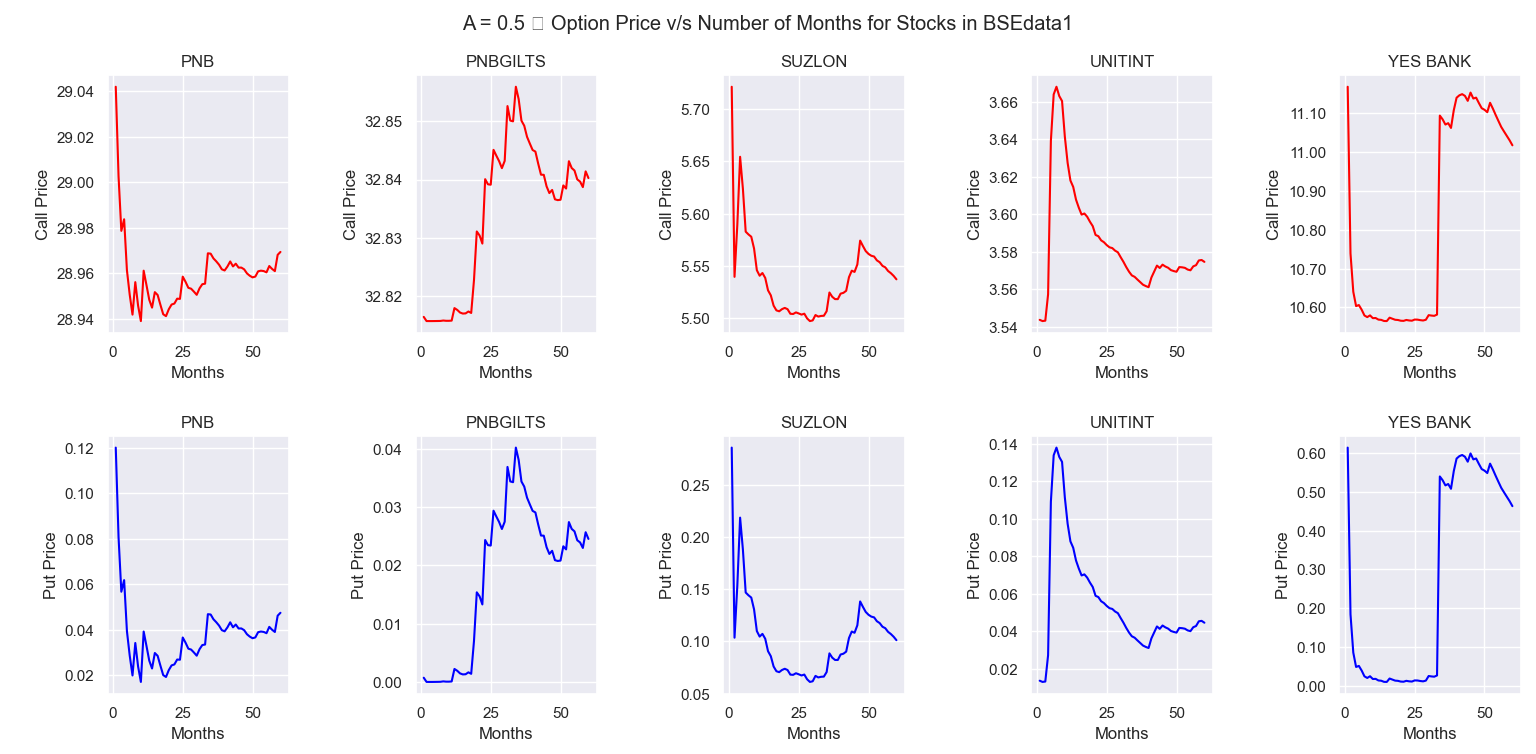 A = 0.5 ▯ Option Price v/s Number of Months for Stocks in BSEdata1
PNB
29.04
29.02
29.00
28.98
28.96
28.94
Call Price
0 25 50
Months
PNBGILTS
32.85
32.84
32.83
32.82
Call Price
0 25 50
Months
SUZLON
5.70
5.65
5.60
5.55
5.50
Call Price
0 25 50
Months
UNITINT
3.66
3.64
3.62
3.60
3.58
3.56
3.54
Call Price
0 25 50
Months
YES BANK
11.10
11.00
10.90
10.80
10.70
10.60
Call Price
0 25 50
Months
PNB
0.12
0.10
0.08
0.06
0.04
0.02
Put Price
0 25 50
Months
PNBGILTS
0.04
0.03
0.02
0.01
0.00
Put Price
0 25 50
Months
SUZLON
0.25
0.20
0.15
0.10
0.05
Put Price
0 25 50
Months
UNITINT
0.14
0.12
0.10
0.08
0.06
0.04
0.02
Put Price
0 25 50
Months
YES BANK
0.60
0.50
0.40
0.30
0.20
0.10
0.00
Put Price
0 25 50
Months